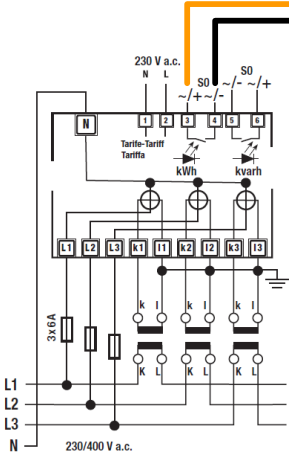 230 V a.c.
N L
S0
S0
~/+ ~/- ~/- ~/+
N 1 2 3 4 5 6
Tarife-Tariff
Tariffa
kWh
kvarh
L1 L2 L3 k1 l1 k2 l2 k3 l3
3x6A
k l k l k l
K L K L K L
L1
L2
L3
N 230/400 V a.c.